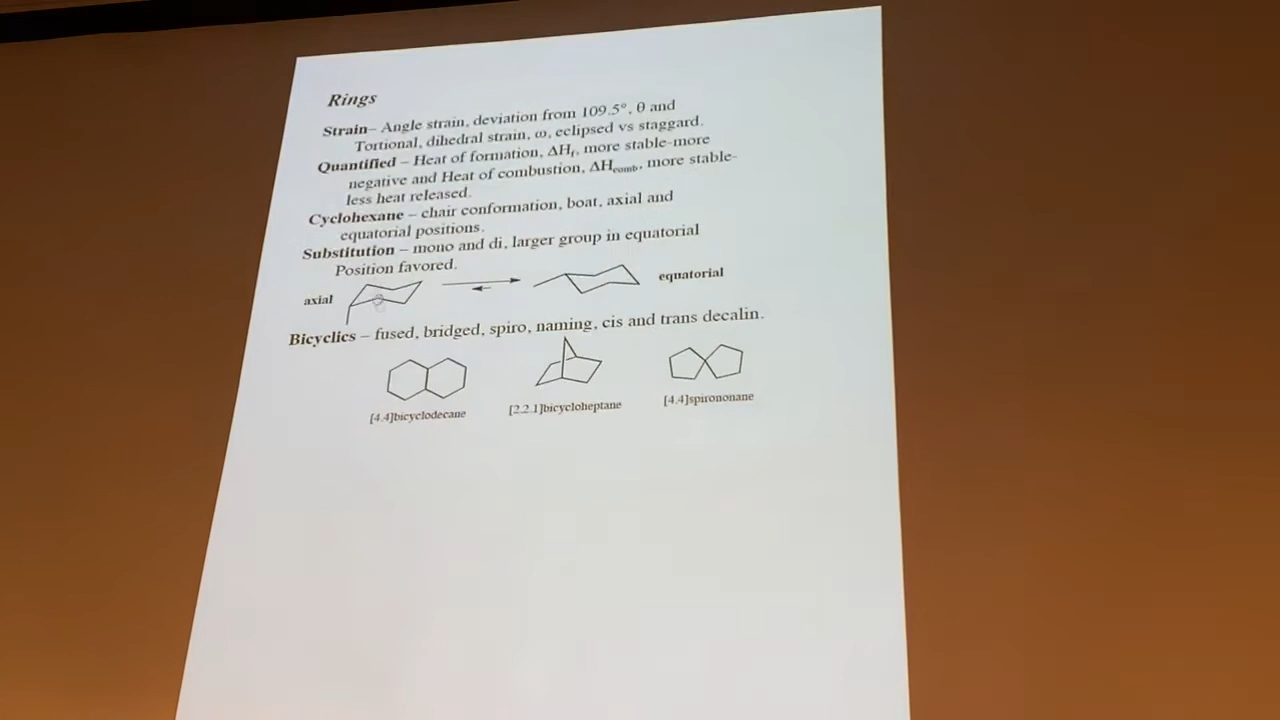 Rings
Strain– Angle strain, deviation from 109.5°, θ and
Tortional, dihedral strain, ω, eclipsed vs staggard.
Quantified – Heat of formation, ΔHf, more stable-more
negative and Heat of combustion, ΔHcomb, more stable-
less heat released.
Cyclohexane – chair conformation, boat, axial and
equatorial positions.
Substitution – mono and di, larger group in equatorial
Position favored.
axial
equatorial
Bicyclics – fused, bridged, spiro, naming, cis and trans decalin.
[4.4]bicyclodecane
[2.2.1]bicycloheptane
[4.4]spirononane